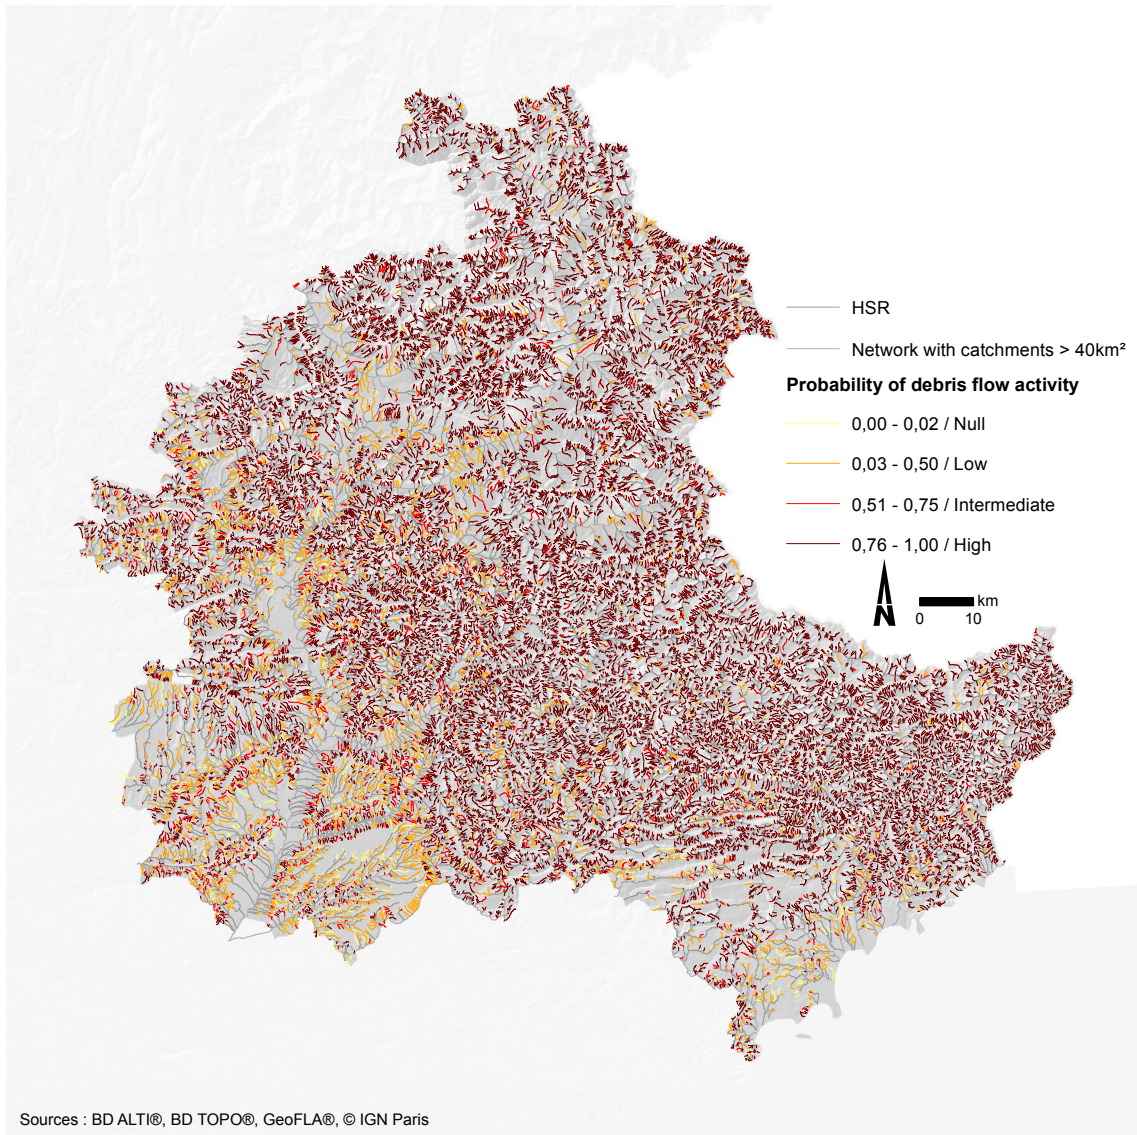 HSR
Network with catchments > 40km²
Probability of debris flow activity
0,00 - 0,02 / Null
0,03 - 0,50 / Low
0,51 - 0,75 / Intermediate
0,76 - 1,00 / High
N
km
0 10
Sources : BD ALTI®, BD TOPO®, GeoFLA®, © IGN Paris